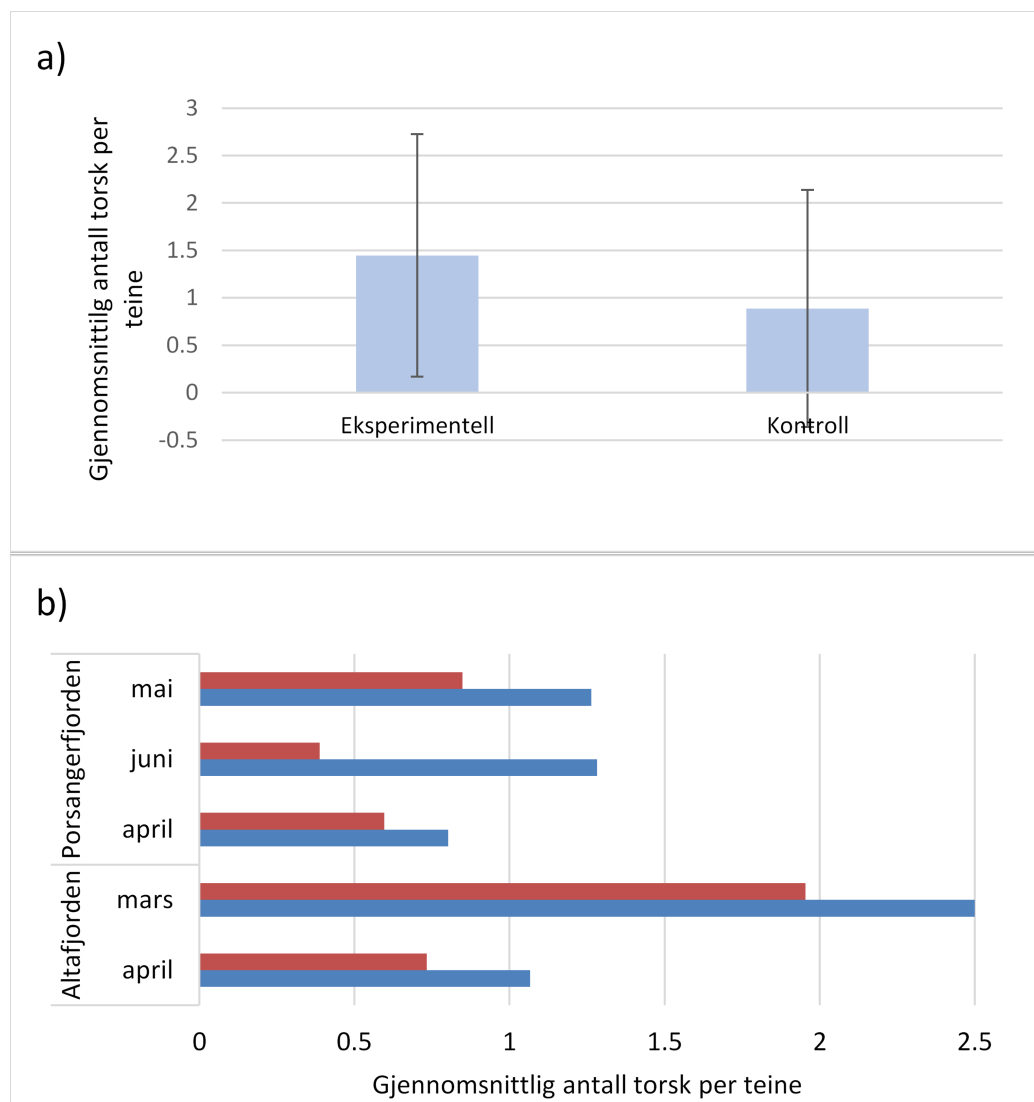 a)
Gjennomsnittilg antall torsk per
teine
3
2.5
2
1.5
1
0.5
0
-0.5
Eksperimentell
Kontroll
b)
Porsangerfjorden
mai
juni
april
Altafjorden
mars
april
0 0.5 1 1.5 2 2.5
Gjennomsnittlig antall torsk per teine